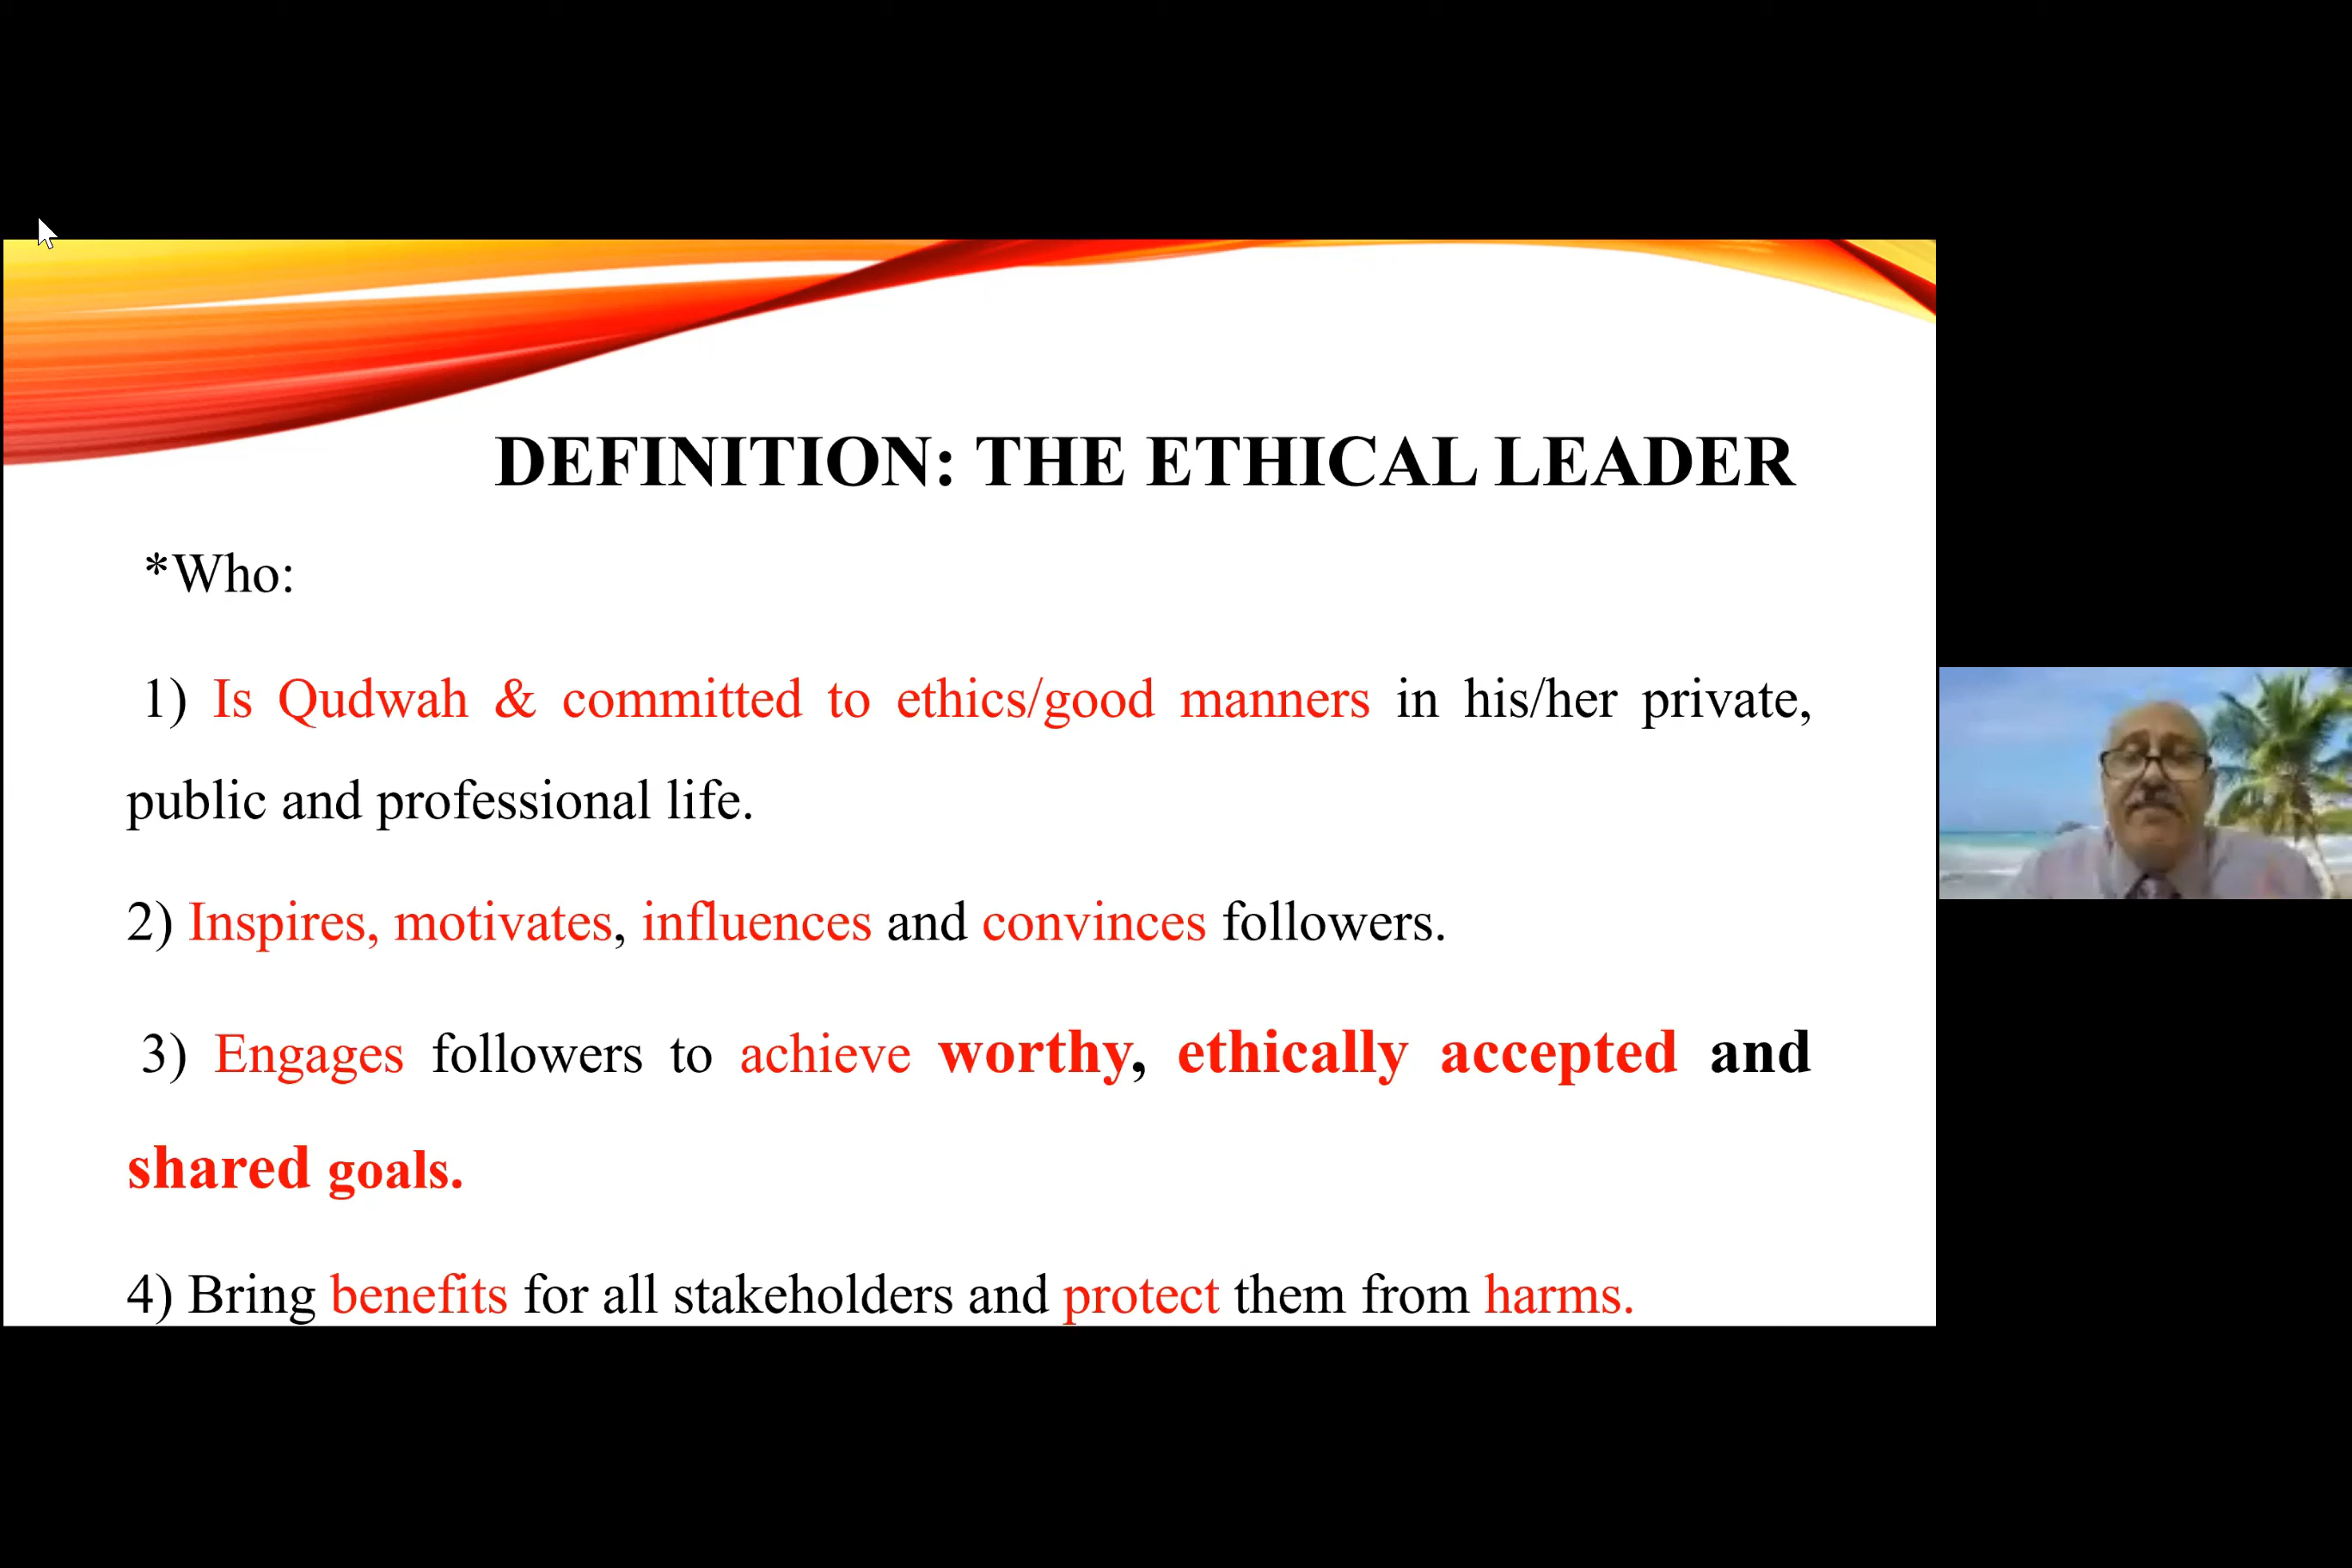 DEFINITION: THE ETHICAL LEADER
*Who:
1) Is Qudwah & committed to ethics/good manners in his/her private,
public and professional life.
2) Inspires, motivates, influences and convinces followers.
3) Engages followers to achieve worthy, ethically accepted and
shared goals.
4) Bring benefits for all stakeholders and protect them from harms.